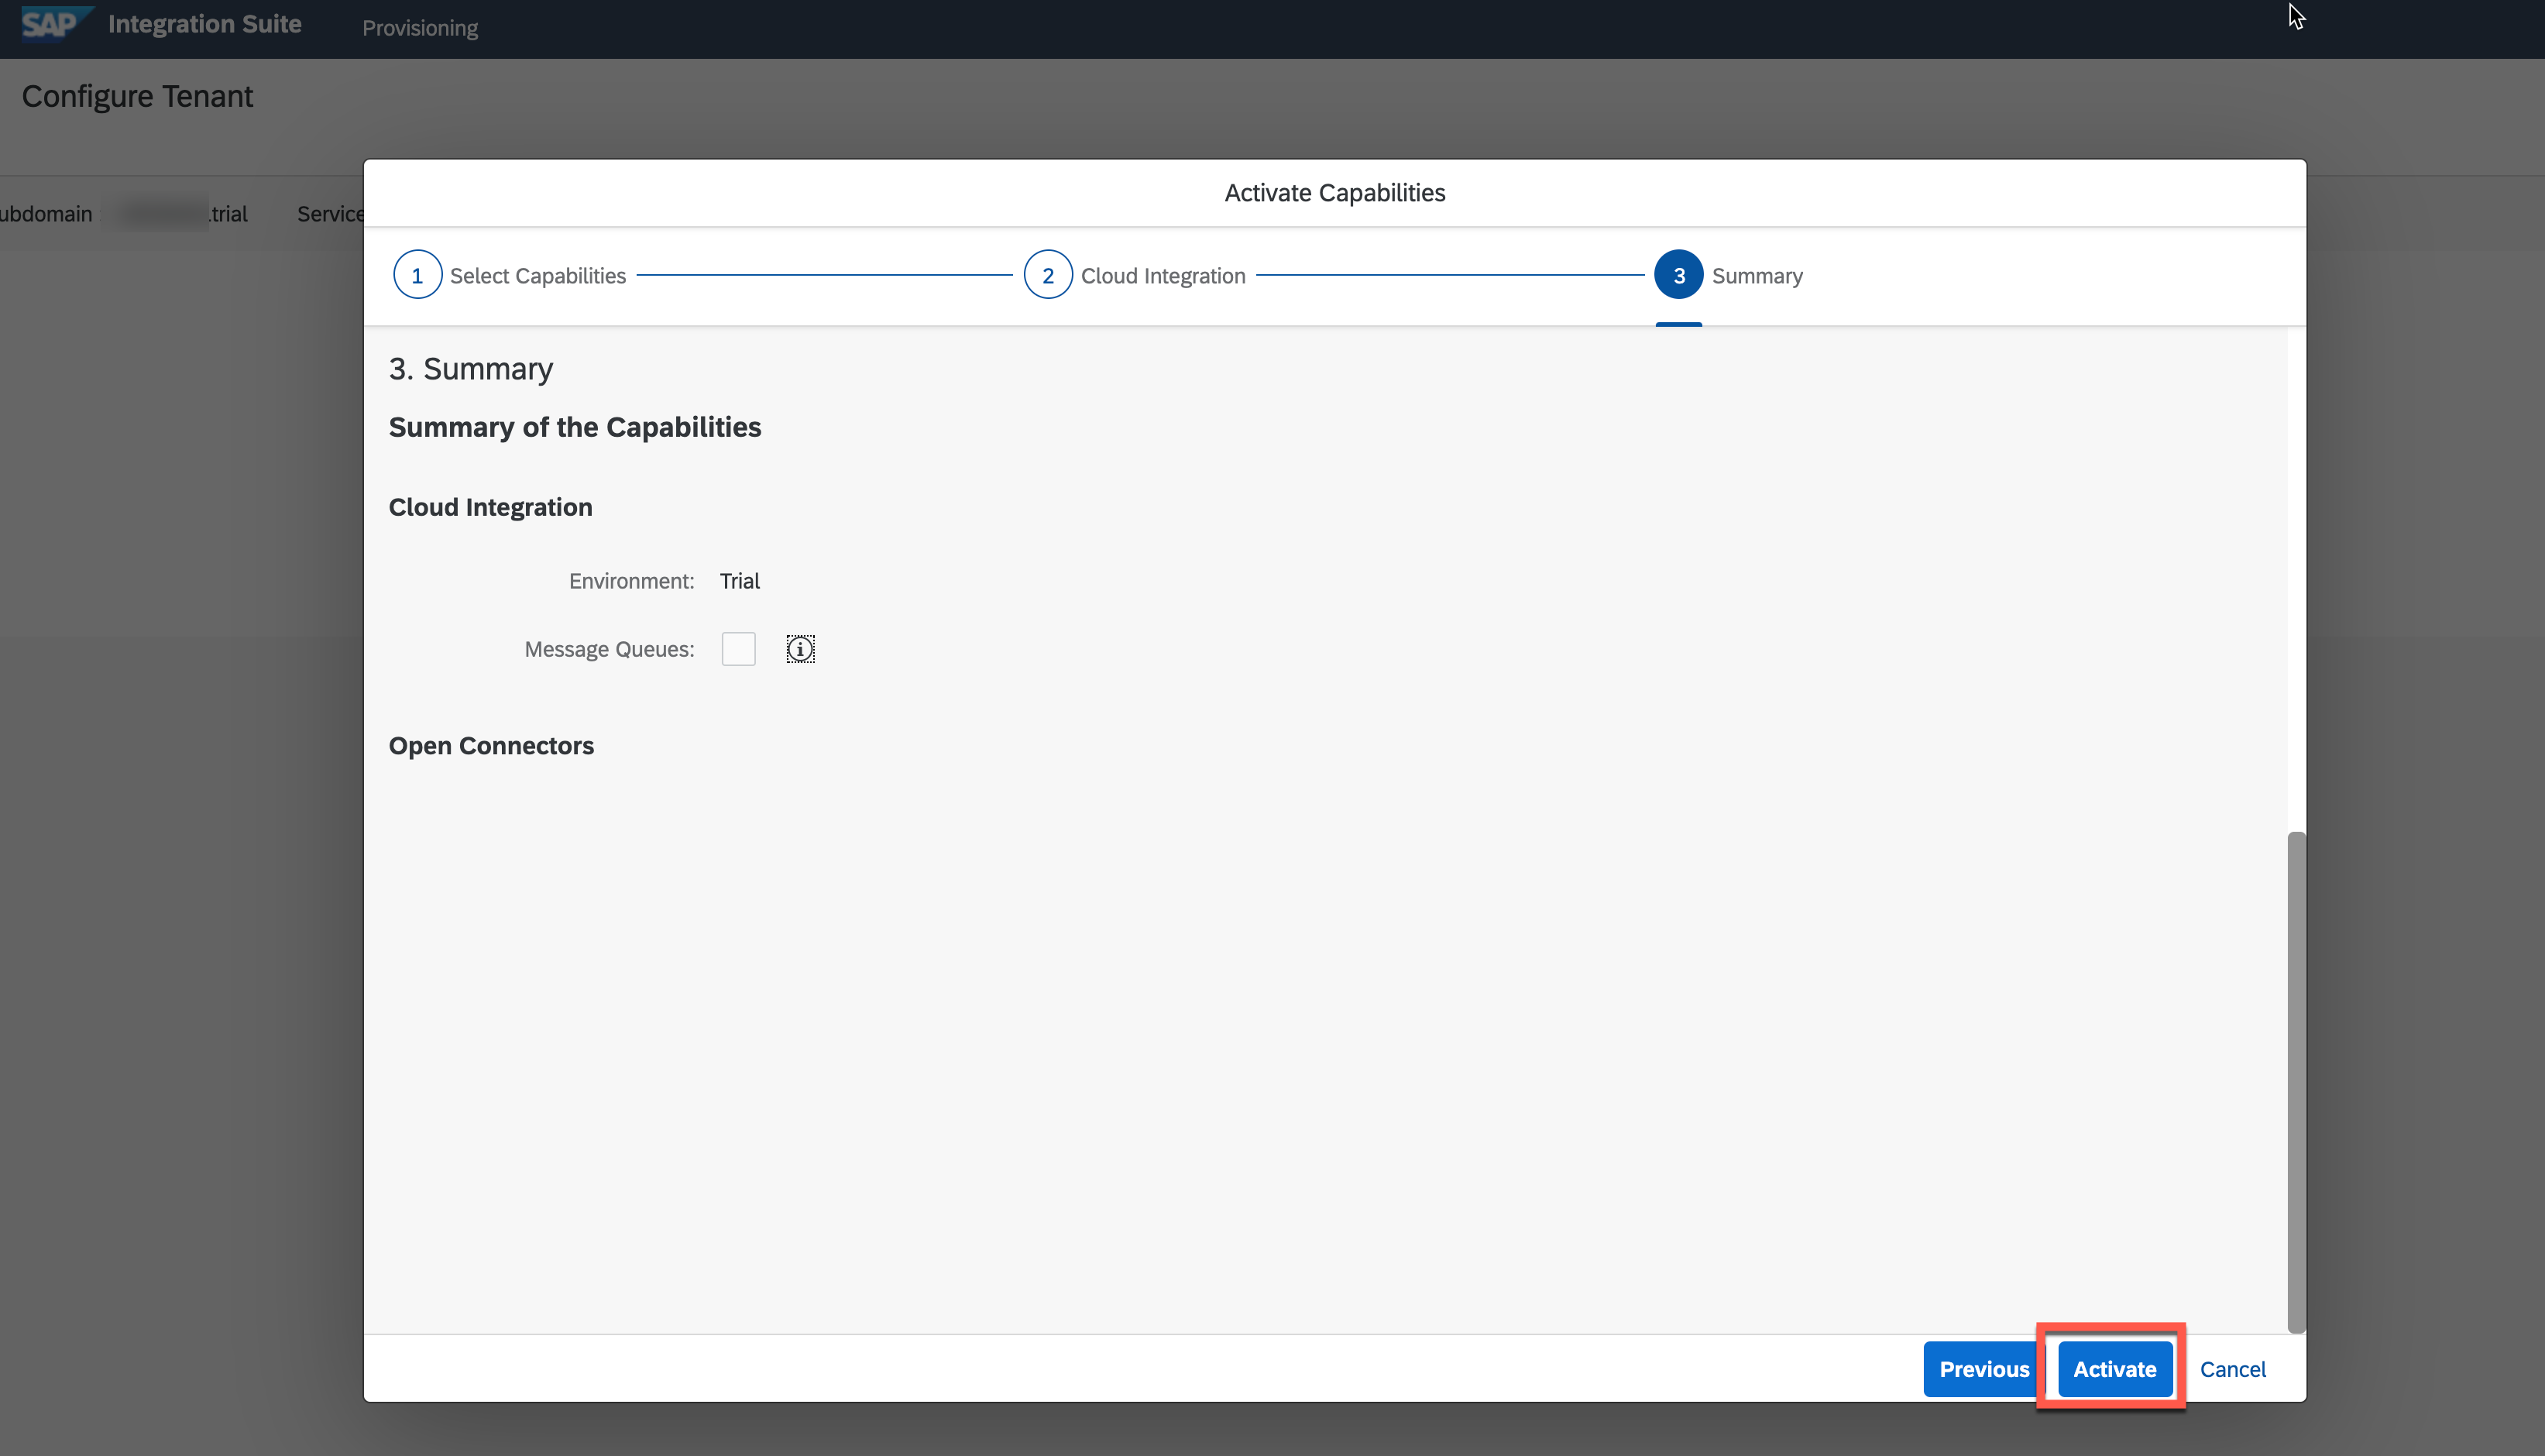 SAP Integration Suite Provisioning
Configure Tenant
ubdomain trial Service
Activate Capabilities
1 Select Capabilities 2 Cloud Integration 3 Summary
3. Summary
Summary of the Capabilities
Cloud Integration
Environment: Trial
Message Queues:
Open Connectors
Previous Activate Cancel